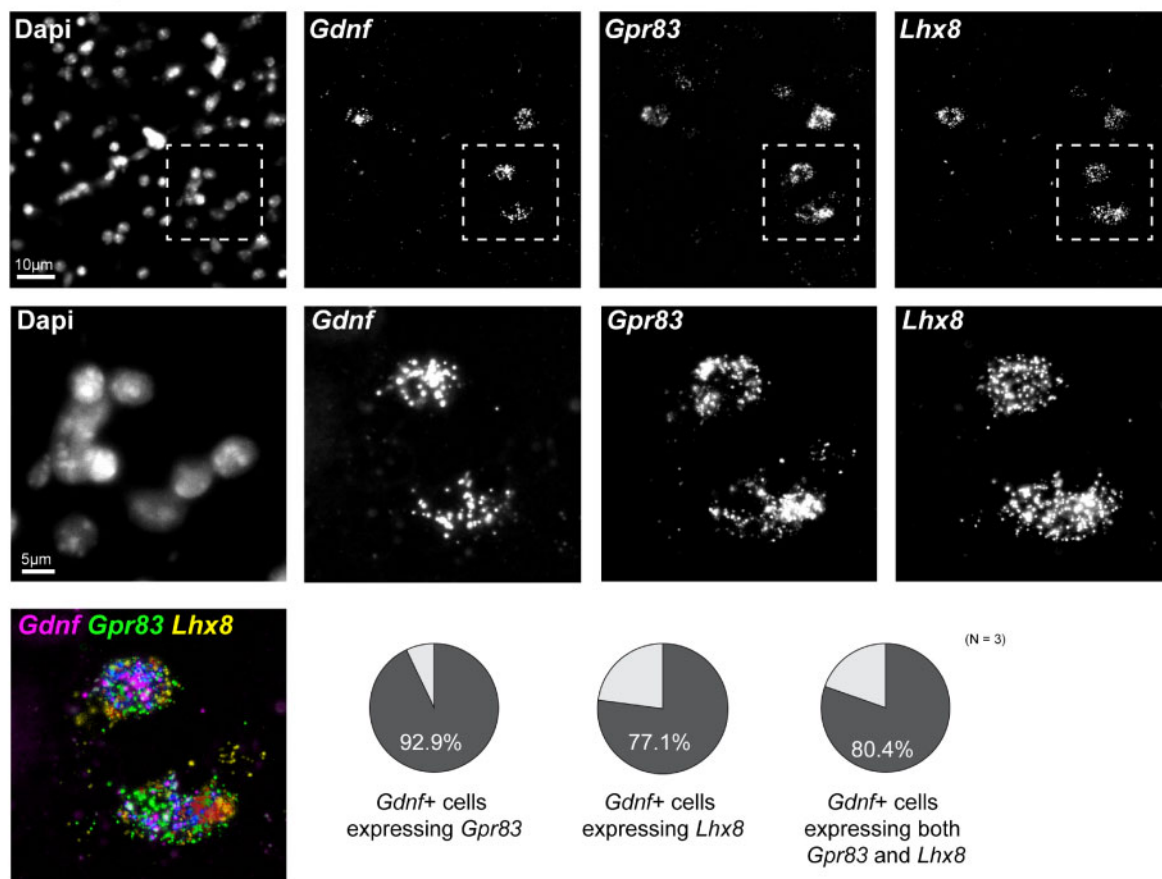 Dapi
Gdnf
Gpr83
Lhx8
10µm
Dapi
Gdnf
Gpr83
Lhx8
5µm
Gdnf Gpr83 Lhx8
(N = 3)
92.9%
77.1%
80.4%
Gdnf+ cells
expressing Gpr83
Gdnf+ cells
expressing Lhx8
Gdnf+ cells
expressing both
Gpr83 and Lhx8